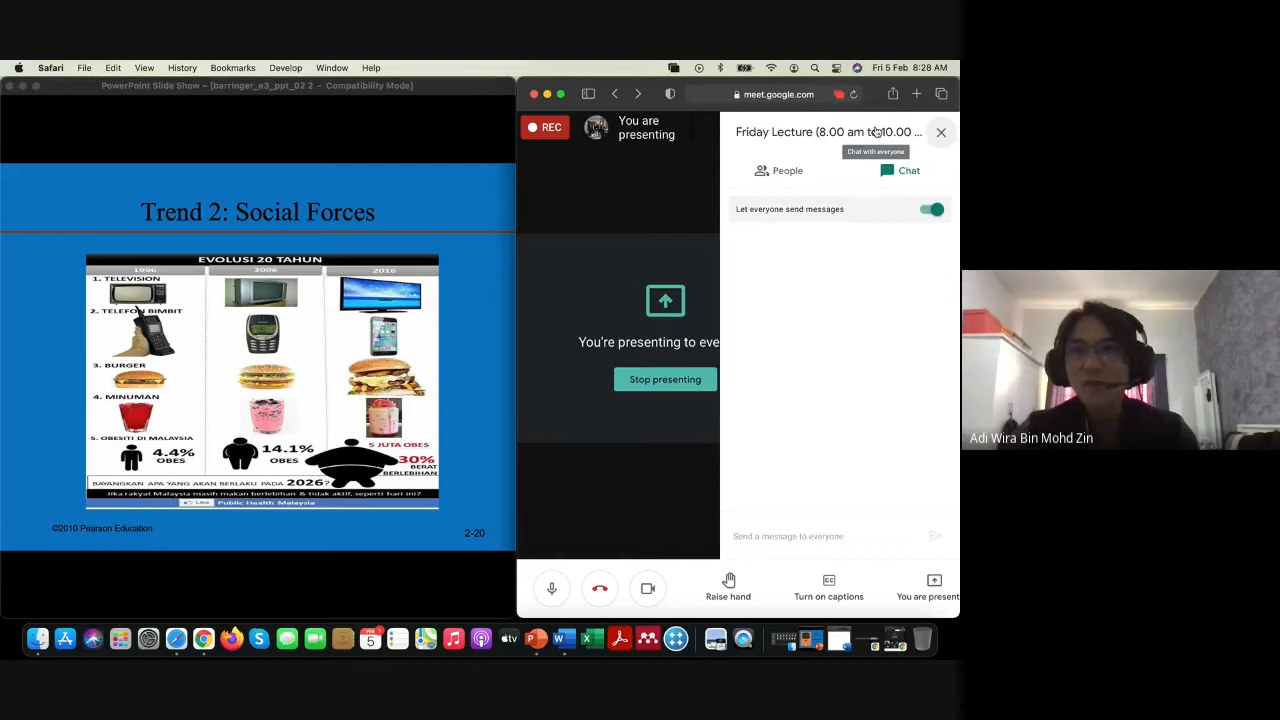 Safari File Edit View History Bookmarks Develop Window Help
Fri 5 Feb 8:28 AM
PowerPoint Slide Show – [barringer_e3_ppt_02 2 - Compatibility Mode]
Trend 2: Social Forces
EVOLUSI 20 TAHUN
1996 2006 2016
1. TELEVISION
2. TELEFON BIMBIT
3. BURGER
4. MINUMAN
5. OBESITI DI MALAYSIA
4.4%
OBES
14.1%
OBES
5 JUTA OBES
30%
BERAT
BERLEBIHAN
BAYANGKAN APA YANG AKAN BERLAKU PADA 2026?
Jika rakyat Malaysia masih makan berlebihan & tidak aktif, seperti hari ini?
Like Public Health Malaysia
©2010 Pearson Education
2-20
meet.google.com
REC
You are
presenting
You're presenting to eve
Stop presenting
Friday Lecture (8.00 am to 10.00 ...
Chat with everyone
People
Chat
Let everyone send messages
Send a message to everyone
Raise hand
Turn on captions
You are present
Adi Wira Bin Mohd Zin
FEB
5
tv